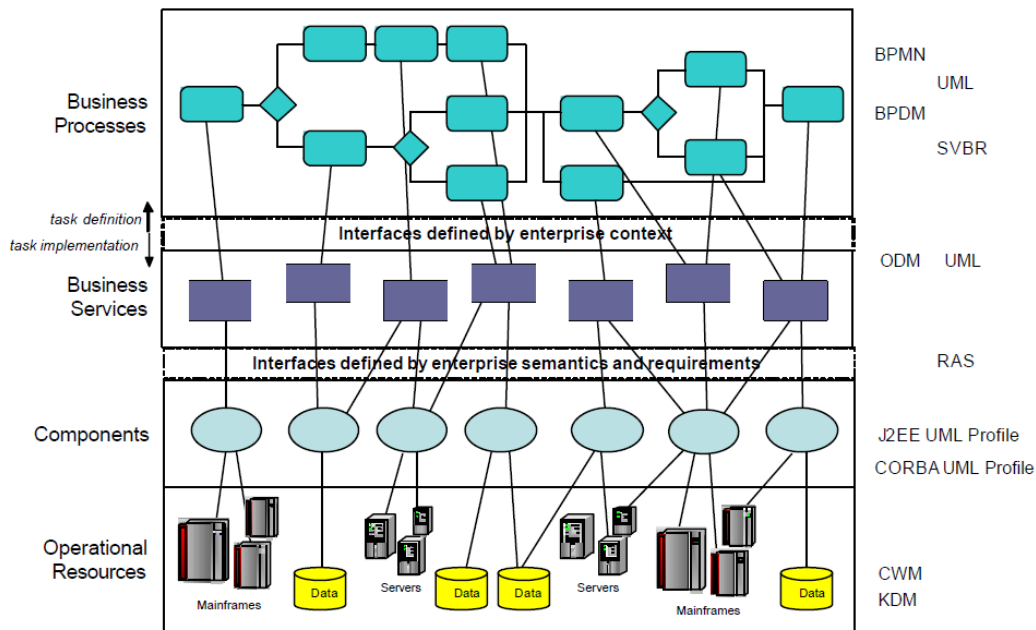 BPMN
UML
Business
Processes
BPDM
SVBR
task definition
Interfaces defined by enterprise context
task implementation
ODM UML
Business
Services
Interfaces defined by enterprise semantics and requirements
RAS
Components
J2EE UML Profile
CORBA UML Profile
Operational
Resources
Mainframes
Data
Servers
Data
Data
Servers
Mainframes
Data
CWM
KDM